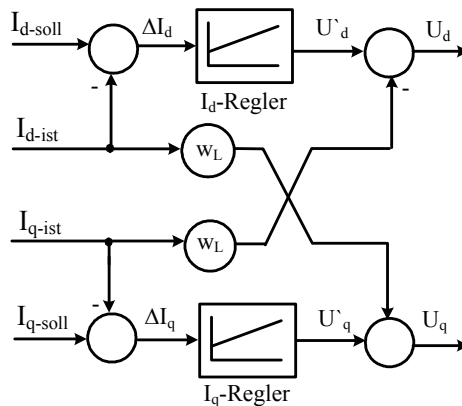 I_d-soll
ΔI_d
U`_d
U_d
-
-
I_d-Regler
I_d-ist
w_L
I_q-ist
w_L
-
I_q-soll
ΔI_q
U`_q
U_q
I_q-Regler